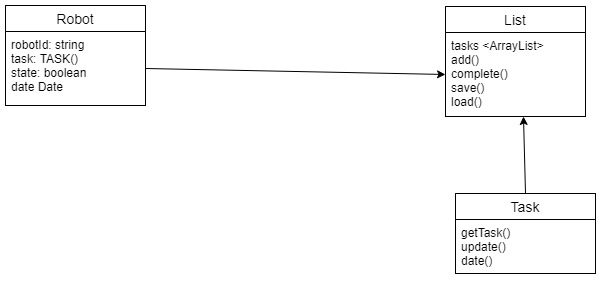 Robot
robotId: string
task: TASK()
state: boolean
date Date
List
tasks <ArrayList>
add()
complete()
save()
load()
Task
getTask()
update()
date()